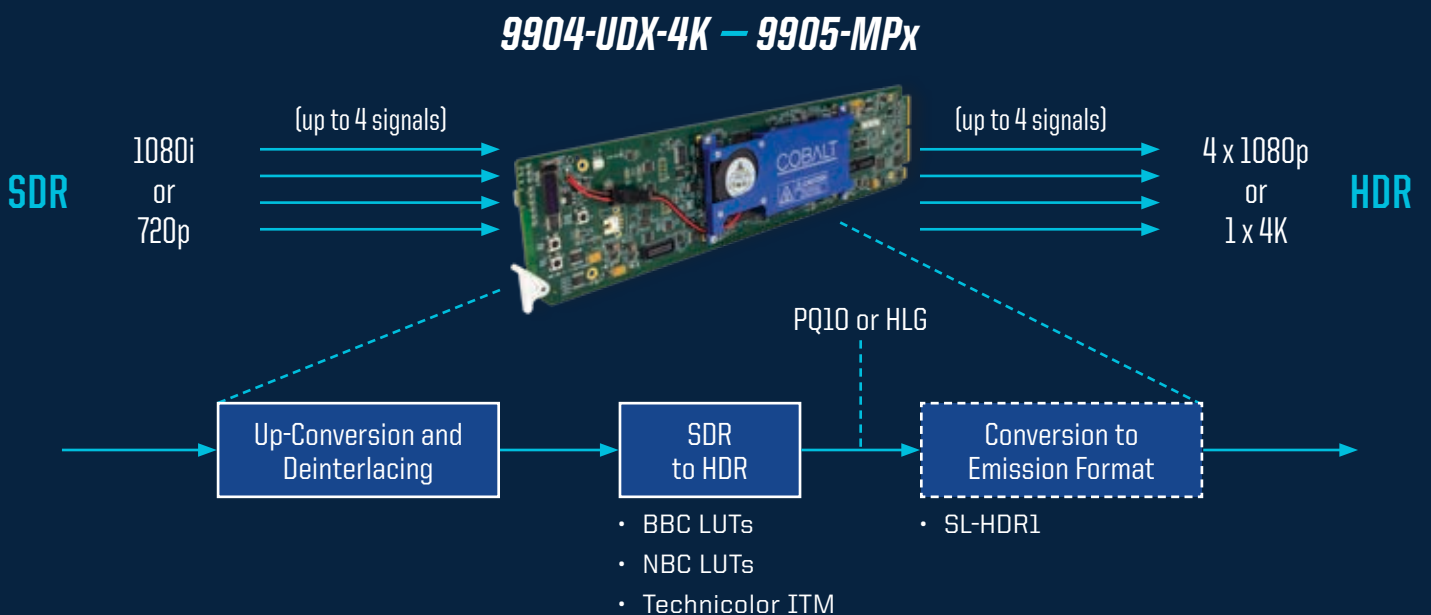 9904-UDX-4K — 9905-MPx
(up to 4 signals)
(up to 4 signals)
SDR
1080i
or
720p
COBALT
4 x 1080p
or
1 x 4K
HDR
PQ10 or HLG
Up-Conversion and
Deinterlacing
SDR
to HDR
Conversion to
Emission Format
• BBC LUTs
• NBC LUTs
• Technicolor ITM
• SL-HDR1